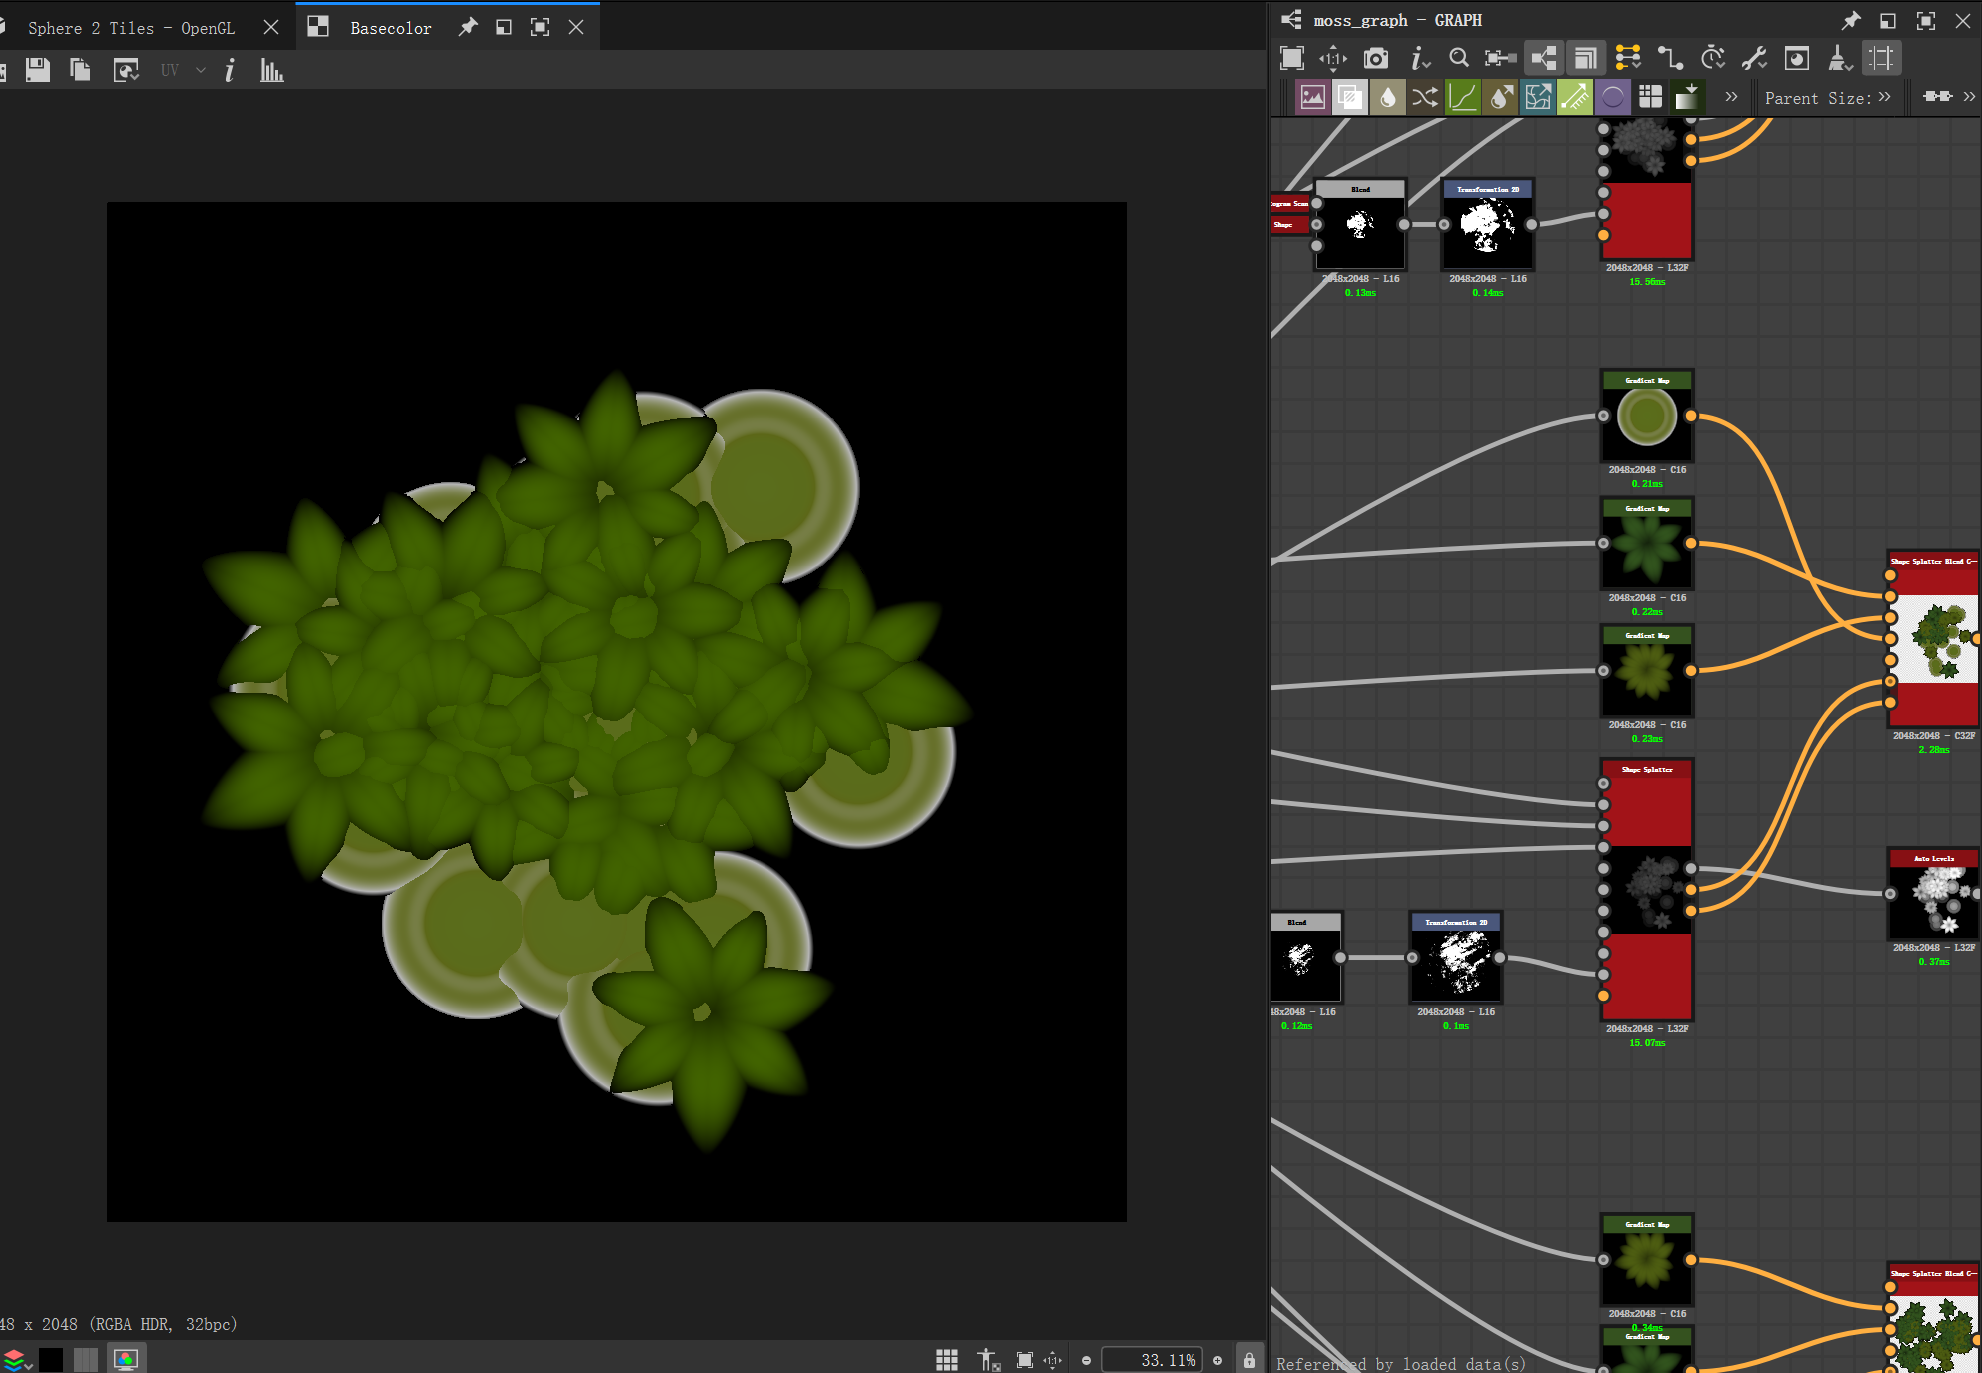 Sphere 2 Tiles - OpenGL
Basecolor
moss_graph - GRAPH
UV
Parent Size:
Blend
Transformation 2D
Shape
2048x2048 - L16
0.13ms
2048x2048 - L16
0.14ms
2048x2048 - L32F
15.56ms
Gradient Map
2048x2048 - C16
0.21ms
Gradient Map
2048x2048 - C16
0.22ms
Gradient Map
2048x2048 - C16
0.23ms
Shape Splatter Blend C
2048x2048 - C32F
2.28ms
Shape Splatter
2048x2048 - L32F
15.07ms
Auto Levels
2048x2048 - L32F
0.37ms
Blend
48x2048 - L16
0.12ms
Transformation 2D
2048x2048 - L16
0.1ms
Gradient Map
2048x2048 - C16
0.34ms
Gradient Map
Shape Splatter Blend C
48 x 2048 (RGBA HDR, 32bpc)
33.11%
Referenced by loaded data(s)